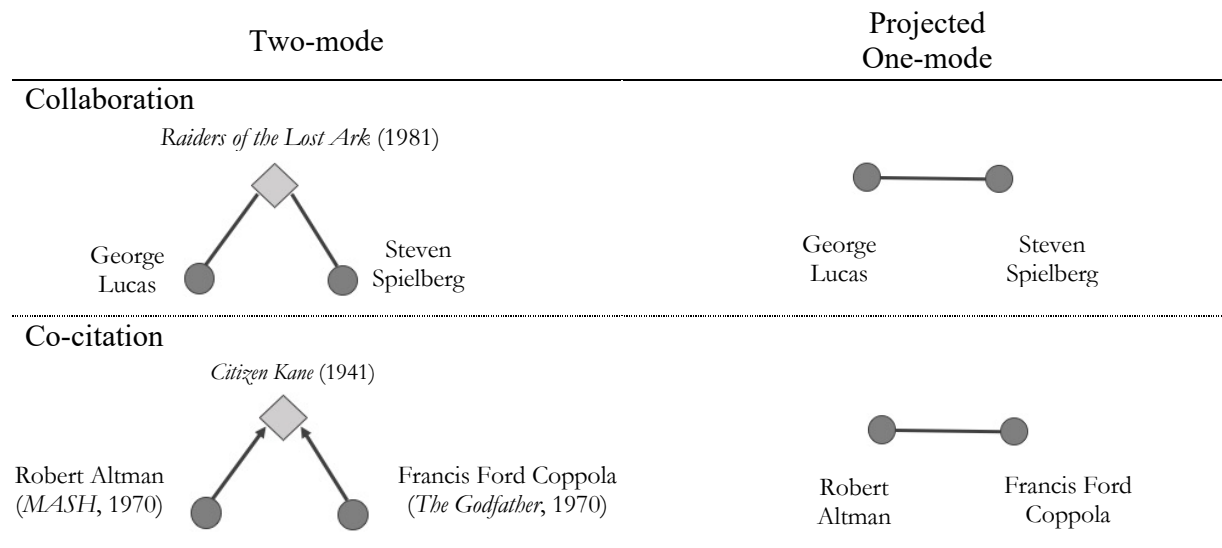 Two-mode
Projected
One-mode
Collaboration
Raiders of the Lost Ark (1981)
George
Lucas
Steven
Spielberg
George
Lucas
Steven
Spielberg
Co-citation
Citizen Kane (1941)
Robert Altman
(MASH, 1970)
Francis Ford Coppola
(The Godfather, 1970)
Robert
Altman
Francis Ford
Coppola